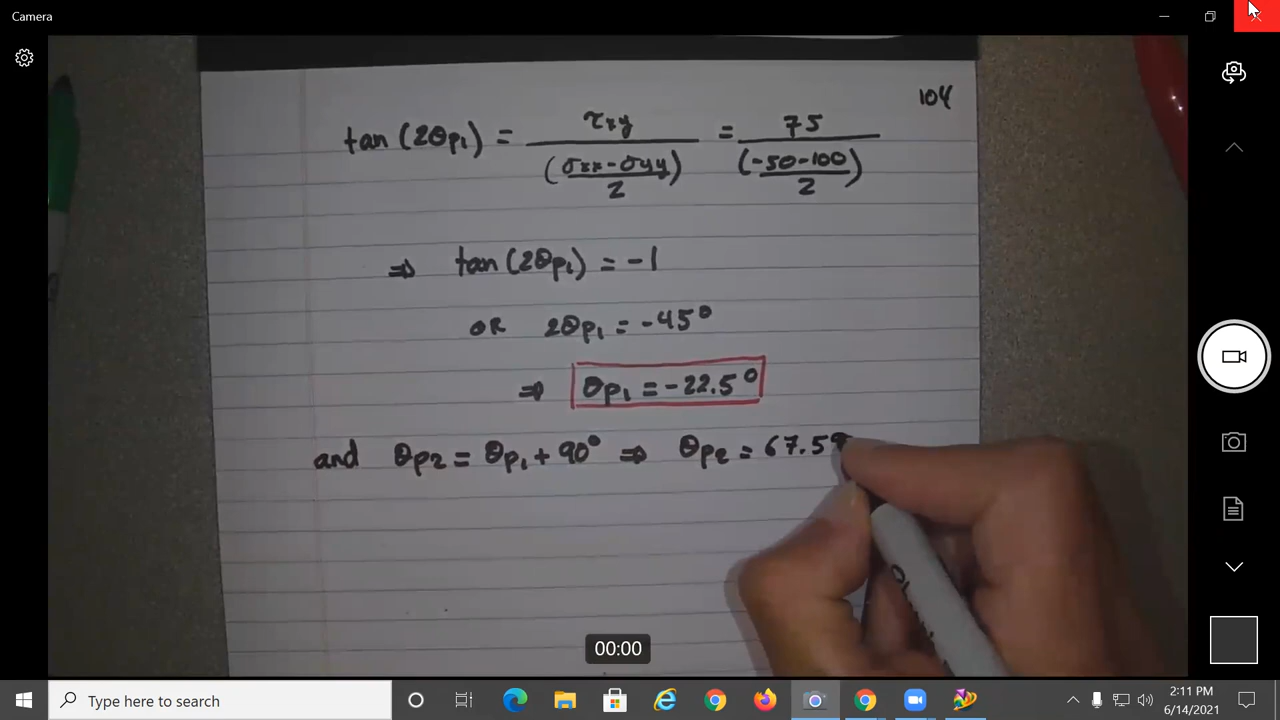 Camera
104
tan (2θp₁) = τxy / ((σxx - σyy)/2) = 75 / ((-50-100)/2)
⇒ tan (2θp₁) = -1
OR 2θp₁ = -45°
⇒ θp₁ = -22.5°
and θp₂ = θp₁ + 90° ⇒ θp₂ = 67.5°
00:00
Type here to search
2:11 PM
6/14/2021